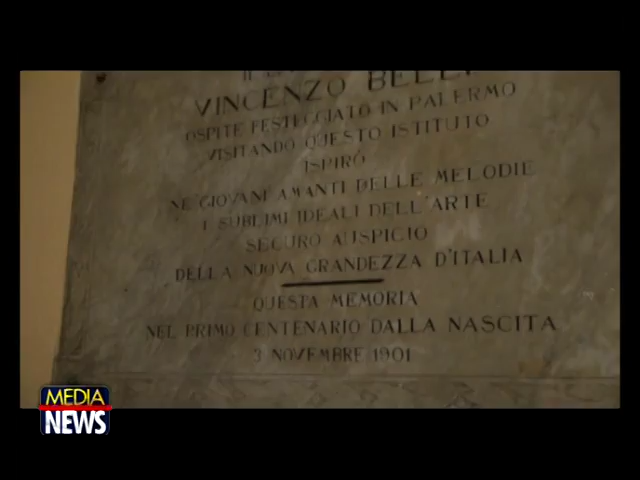 VINCENZO BELLI
OSPITE FESTEGGIATO IN PALERMO
VISITANDO QUESTO ISTITUTO
ISPIRÒ
NE' GIOVANI AMANTI DELLE MELODIE
I SUBLIMI IDEALI DELL'ARTE
SECURO AUSPICIO
DELLA NUOVA GRANDEZZA D'ITALIA
QUESTA MEMORIA
NEL PRIMO CENTENARIO DALLA NASCITA
3 NOVEMBRE 1901
MEDIA
NEWS